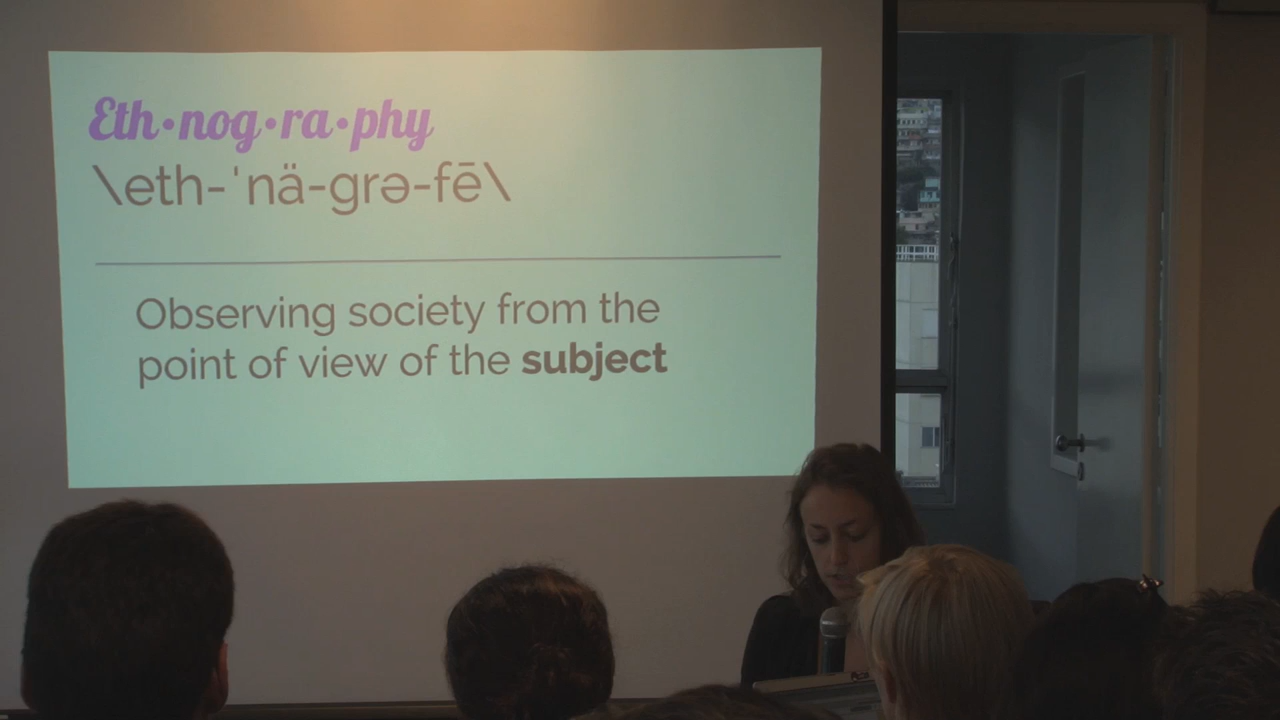 Eth•nog•ra•phy
\eth-ˈnä-grə-fē\
Observing society from the
point of view of the subject